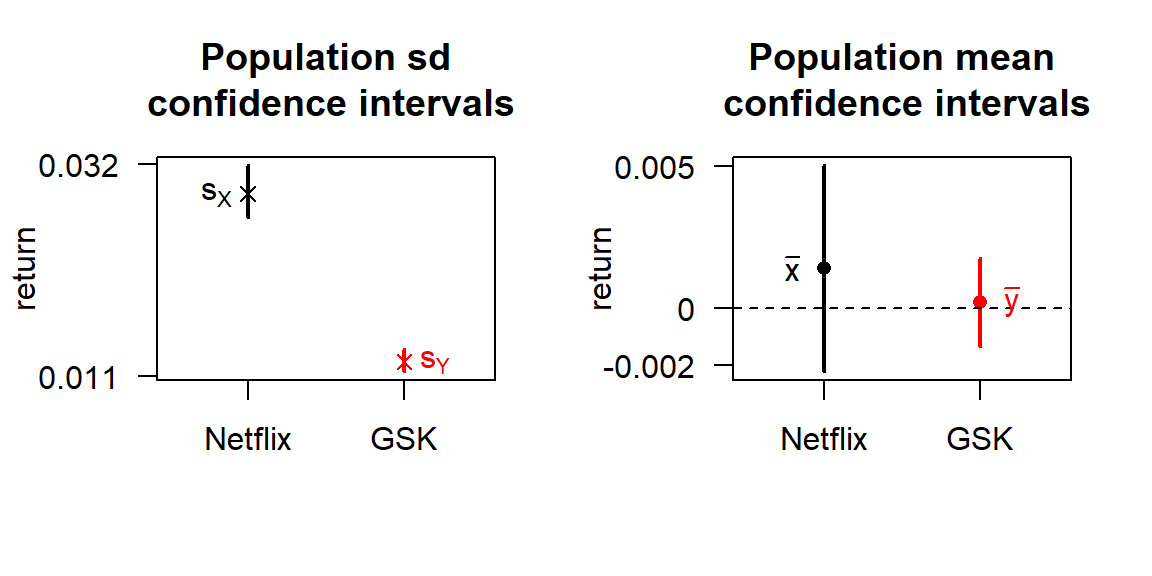 Population sd
confidence intervals
0.032
0.011
return
sX
sY
Netflix GSK
Population mean
confidence intervals
0.005
0
-0.002
return
x̅
y̅
Netflix GSK